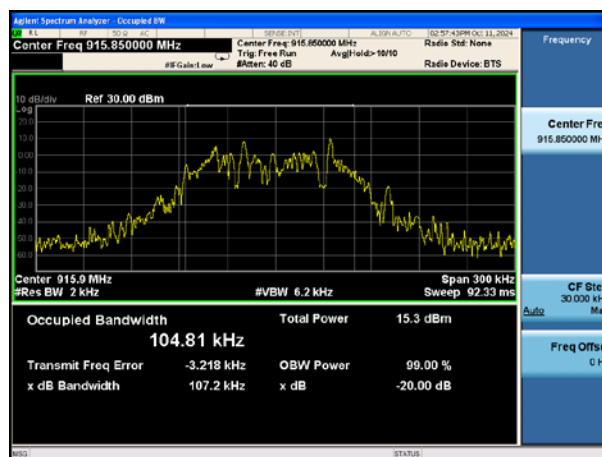 Agilent Spectrum Analyzer - Occupied BW
RL RF 50 Ω AC SENSE:INT ALIGN AUTO 02:57:43PM Oct 11, 2024
Center Freq 915.850000 MHz
Center Freq: 915.850000 MHz
Radio Std: None
Trig: Free Run Avg|Hold:> 10/10
#IFGain:Low #Atten: 40 dB Radio Device: BTS
Frequency
10 dB/div Ref 30.00 dBm
Log
20.0
10.0
0.00
10.0
20.0
30.0
40.0
50.0
60.0
Center Fre
915.850000 MH
Center 915.9 MHz Span 300 kHz
#Res BW 2 kHz #VBW 6.2 kHz Sweep 92.33 ms
CF Ste
30.000 kH
Auto Ma
Occupied Bandwidth Total Power 15.3 dBm
104.81 kHz
Transmit Freq Error -3.218 kHz OBW Power 99.00 %
x dB Bandwidth 107.2 kHz x dB -20.00 dB
Freq Offs
0 H
MSG STATUS